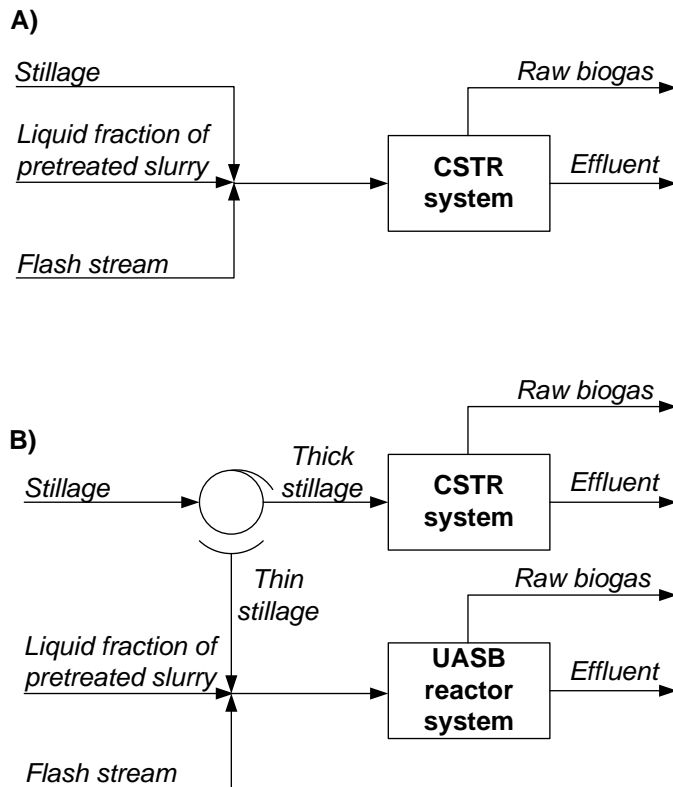 A)
Stillage
Raw biogas
Liquid fraction of
pretreated slurry
CSTR
system
Effluent
Flash stream
Raw biogas
B)
Stillage
Thick
stillage
CSTR
system
Effluent
Thin
stillage
Raw biogas
Liquid fraction of
pretreated slurry
UASB
reactor
system
Effluent
Flash stream